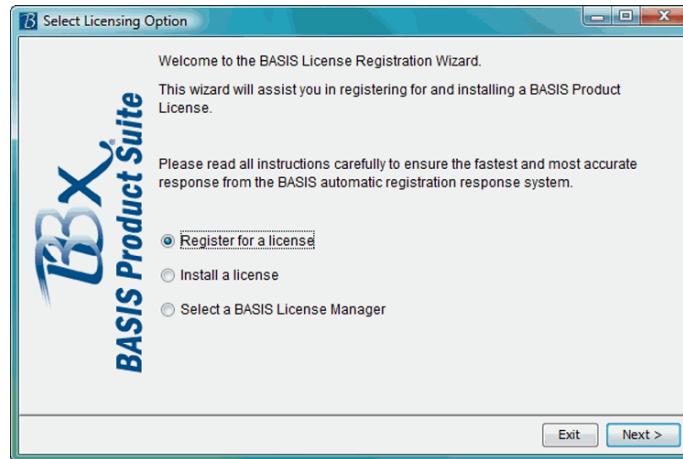 Select Licensing Option
Welcome to the BASIS License Registration Wizard.
This wizard will assist you in registering for and installing a BASIS Product
License.
Please read all instructions carefully to ensure the fastest and most accurate
response from the BASIS automatic registration response system.
BBX
BASIS Product Suite
Register for a license
Install a license
Select a BASIS License Manager
Exit
Next >